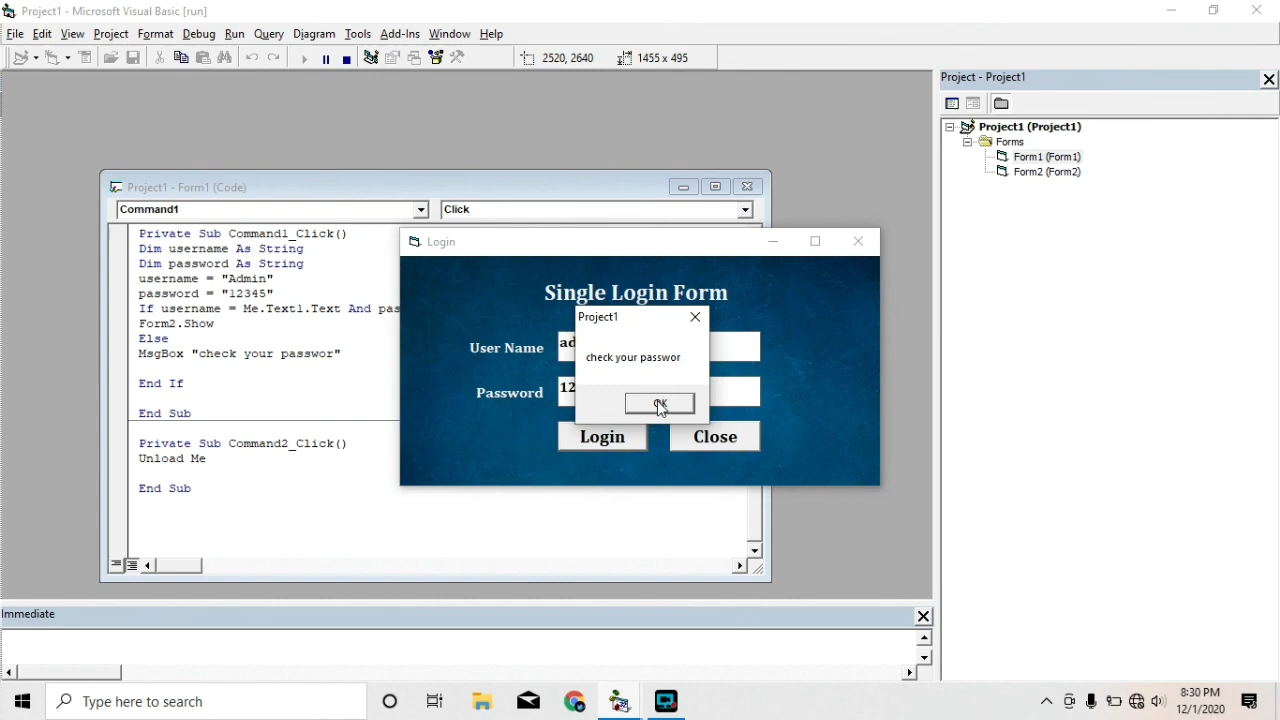 Project1 - Microsoft Visual Basic [run]
File Edit View Project Format Debug Run Query Diagram Tools Add-Ins Window Help
2520, 2640 1455 x 495
Project - Project1
Project1 (Project1)
Forms
Form1 (Form1)
Form2 (Form2)
Project1 - Form1 (Code)
Command1 Click
Private Sub Command1_Click()
Dim username As String
Dim password As String
username = "Admin"
password = "12345"
If username = Me.Text1.Text And pas
Form2.Show
Else
MsgBox "check your passwor"
End If
End Sub
Private Sub Command2_Click()
Unload Me
End Sub
Login
Single Login Form
User Name ad
Password 12
Login Close
Project1
check your passwor
OK
Immediate
Type here to search
8:30 PM
12/1/2020